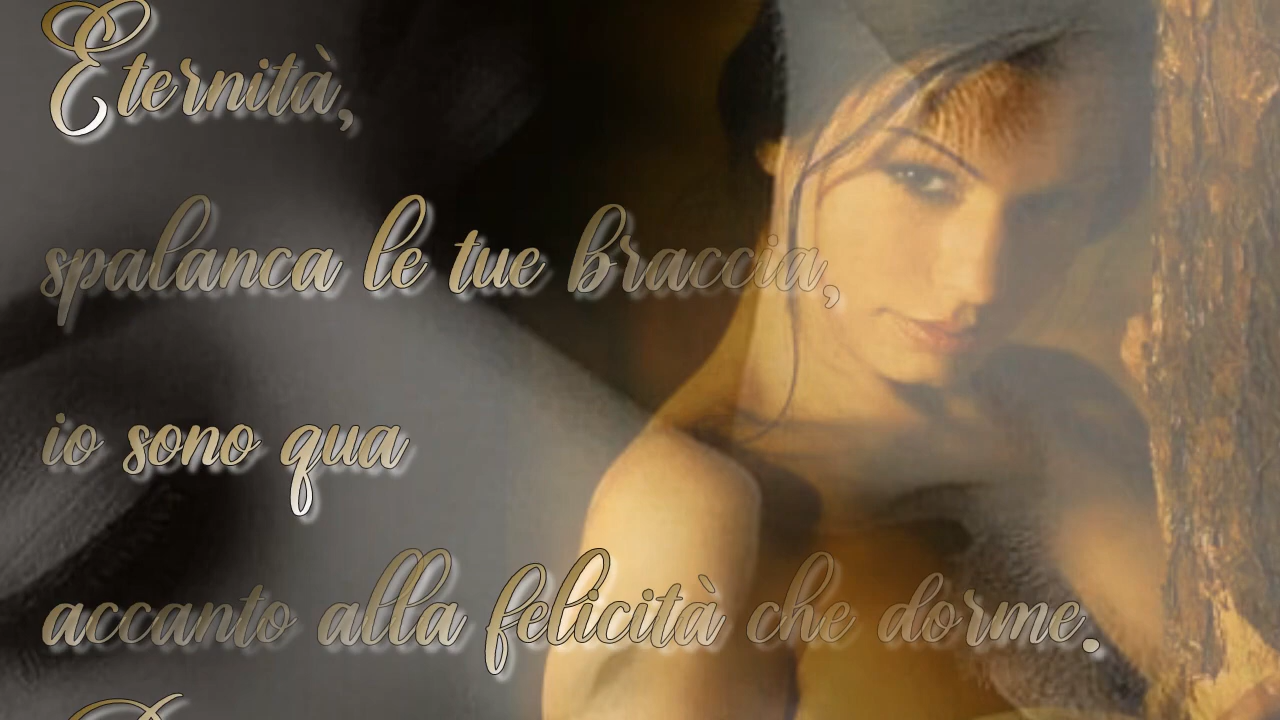 Eternità,
spalanca le tue braccia,
io sono qua
accanto alla felicità che dorme.